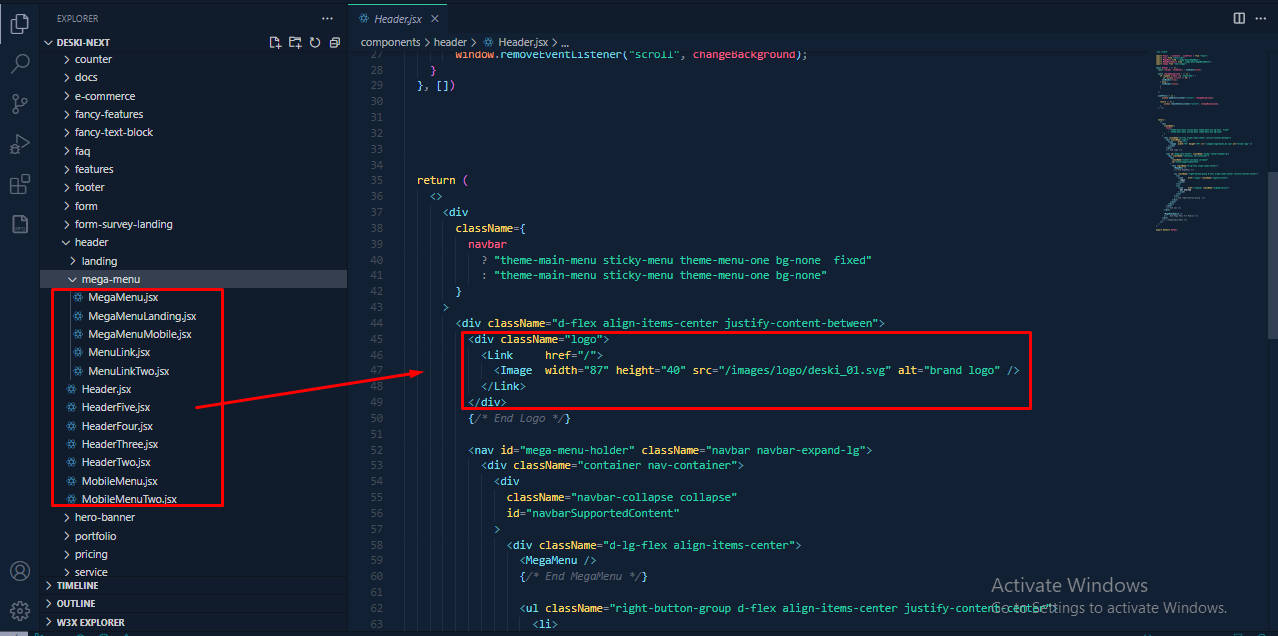 EXPLORER
DESKI-NEXT
counter
docs
e-commerce
fancy-features
fancy-text-block
faq
features
footer
form
form-survey-landing
header
landing
mega-menu
MegaMenu.jsx
MegaMenuLanding.jsx
MegaMenuMobile.jsx
MenuLink.jsx
MenuLinkTwo.jsx
Header.jsx
HeaderFive.jsx
HeaderFour.jsx
HeaderThree.jsx
HeaderTwo.jsx
MobileMenu.jsx
MobileMenuTwo.jsx
hero-banner
portfolio
pricing
service
TIMELINE
OUTLINE
W3X EXPLORER
Header.jsx
components > header > Header.jsx > ...
27 window.removeEventListener("scroll", changeBackground);
28 }
29 }, [])
30
31
32
33
34
35 return (
36 <>
37 <div
38 className={
39 navbar
40 ? "theme-main-menu sticky-menu theme-menu-one bg-none  fixed"
41 : "theme-main-menu sticky-menu theme-menu-one bg-none"
42 }
43 >
44 <div className="d-flex align-items-center justify-content-between">
45 <div className="logo">
46 <Link     href="/">
47 <Image  width="87" height="40" src="/images/logo/deski_01.svg" alt="brand logo" />
48 </Link>
49 </div>
50 {/* End Logo */}
51
52 <nav id="mega-menu-holder" className="navbar navbar-expand-lg">
53 <div className="container nav-container">
54 <div
55 className="navbar-collapse collapse"
56 id="navbarSupportedContent"
57 >
58 <div className="d-lg-flex align-items-center">
59 <MegaMenu />
60 {/* End MegaMenu */}
61
62 <ul className="right-button-group d-flex align-items-center justify-content-center">
63 <li>
Activate Windows
Go to Settings to activate Windows.